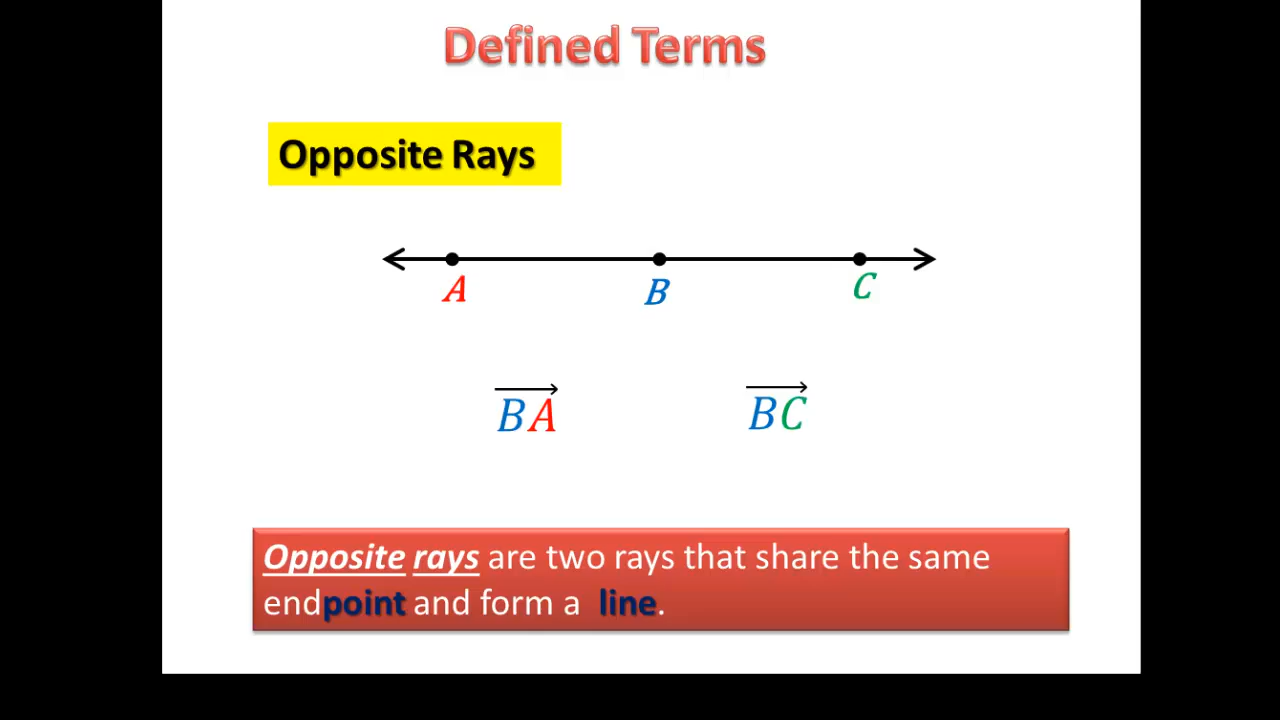 Defined Terms
Opposite Rays
A B C
BA BC
Opposite rays are two rays that share the same
endpoint and form a line.